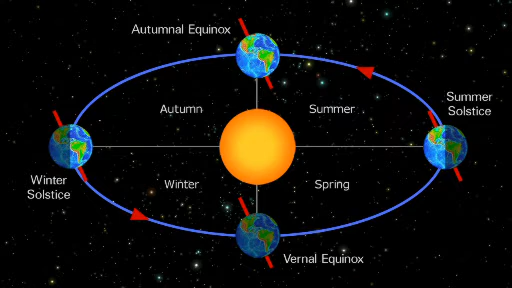 Autumnal Equinox
Summer
Solstice
Autumn
Summer
Winter
Solstice
Winter
Spring
Vernal Equinox